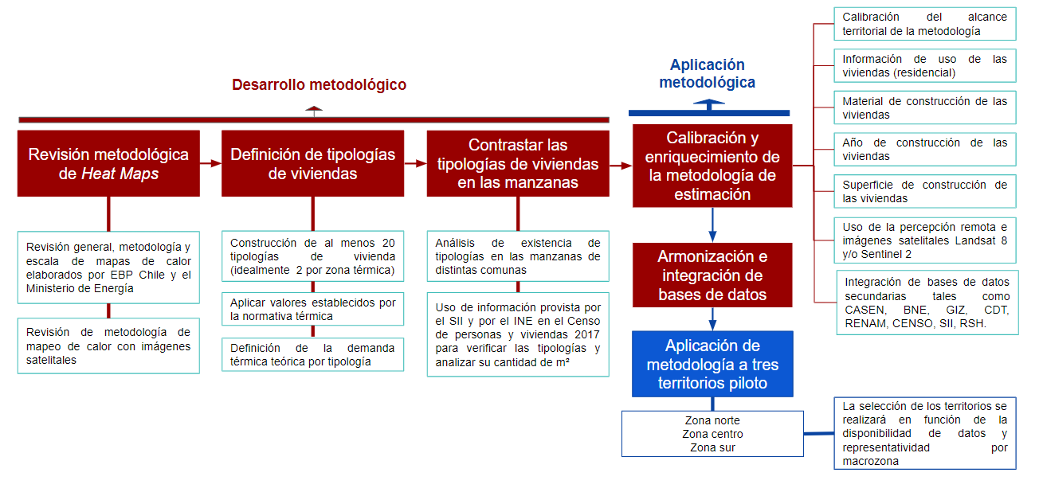 Desarrollo metodológico
Revisión metodológica
de Heat Maps
Revisión general, metodología y
escala de mapas de calor
elaborados por EBP Chile y el
Ministerio de Energía
Revisión de metodología de
mapeo de calor con imágenes
satelitales
Definición de tipologías
de viviendas
Construcción de al menos 20
tipologías de vivienda
(idealmente 2 por zona térmica)
Aplicar valores establecidos por
la normativa térmica
Definición de la demanda
térmica teórica por tipología
Contrastar las
tipologías de viviendas
en las manzanas
Análisis de existencia de
tipologías en las manzanas de
distintas comunas
Uso de información provista por
el SII y por el INE en el Censo
de personas y viviendas 2017
para verificar las tipologías y
analizar su cantidad de m²
Aplicación
metodológica
Calibración y
enriquecimiento de
la metodología de
estimación
Armonización e
integración de
bases de datos
Aplicación de
metodología a tres
territorios piloto
Zona norte
Zona centro
Zona sur
Calibración del alcance
territorial de la metodología
Información de uso de las
viviendas (residencial)
Material de construcción de las
viviendas
Año de construcción de las
viviendas
Superficie de construcción de
las viviendas
Uso de la percepción remota e
imágenes satelitales Landsat 8
y/o Sentinel 2
Integración de bases de datos
secundarias tales como
CASEN, BNE, GIZ, CDT,
RENAM, CENSO, SII, RSH.
La selección de los territorios se
realizará en función de la
disponibilidad de datos y
representatividad por
macrozona